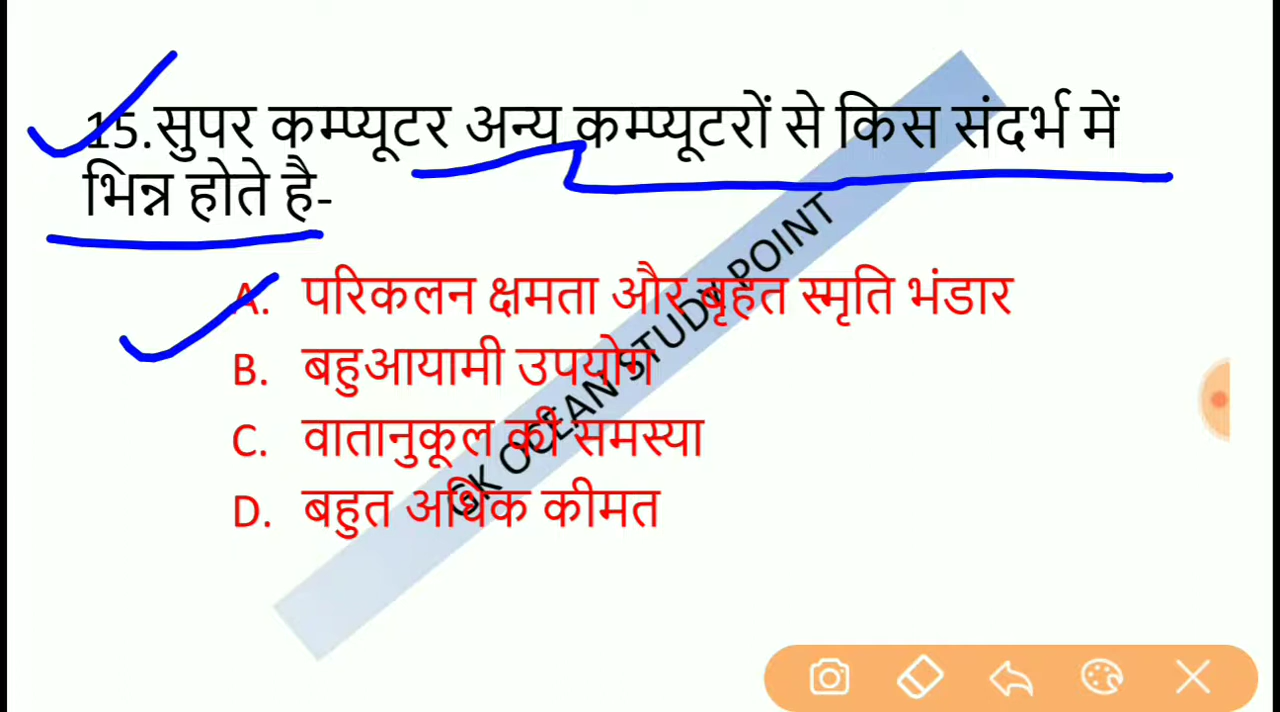 15.सुपर कम्प्यूटर अन्य कम्प्यूटरों से किस संदर्भ में
भिन्न होते है-
A. परिकलन क्षमता और बृहत स्मृति भंडार
B. बहुआयामी उपयोग
C. वातानुकूल की समस्या
D. बहुत अधिक कीमत
GK OCEAN STUDY POINT